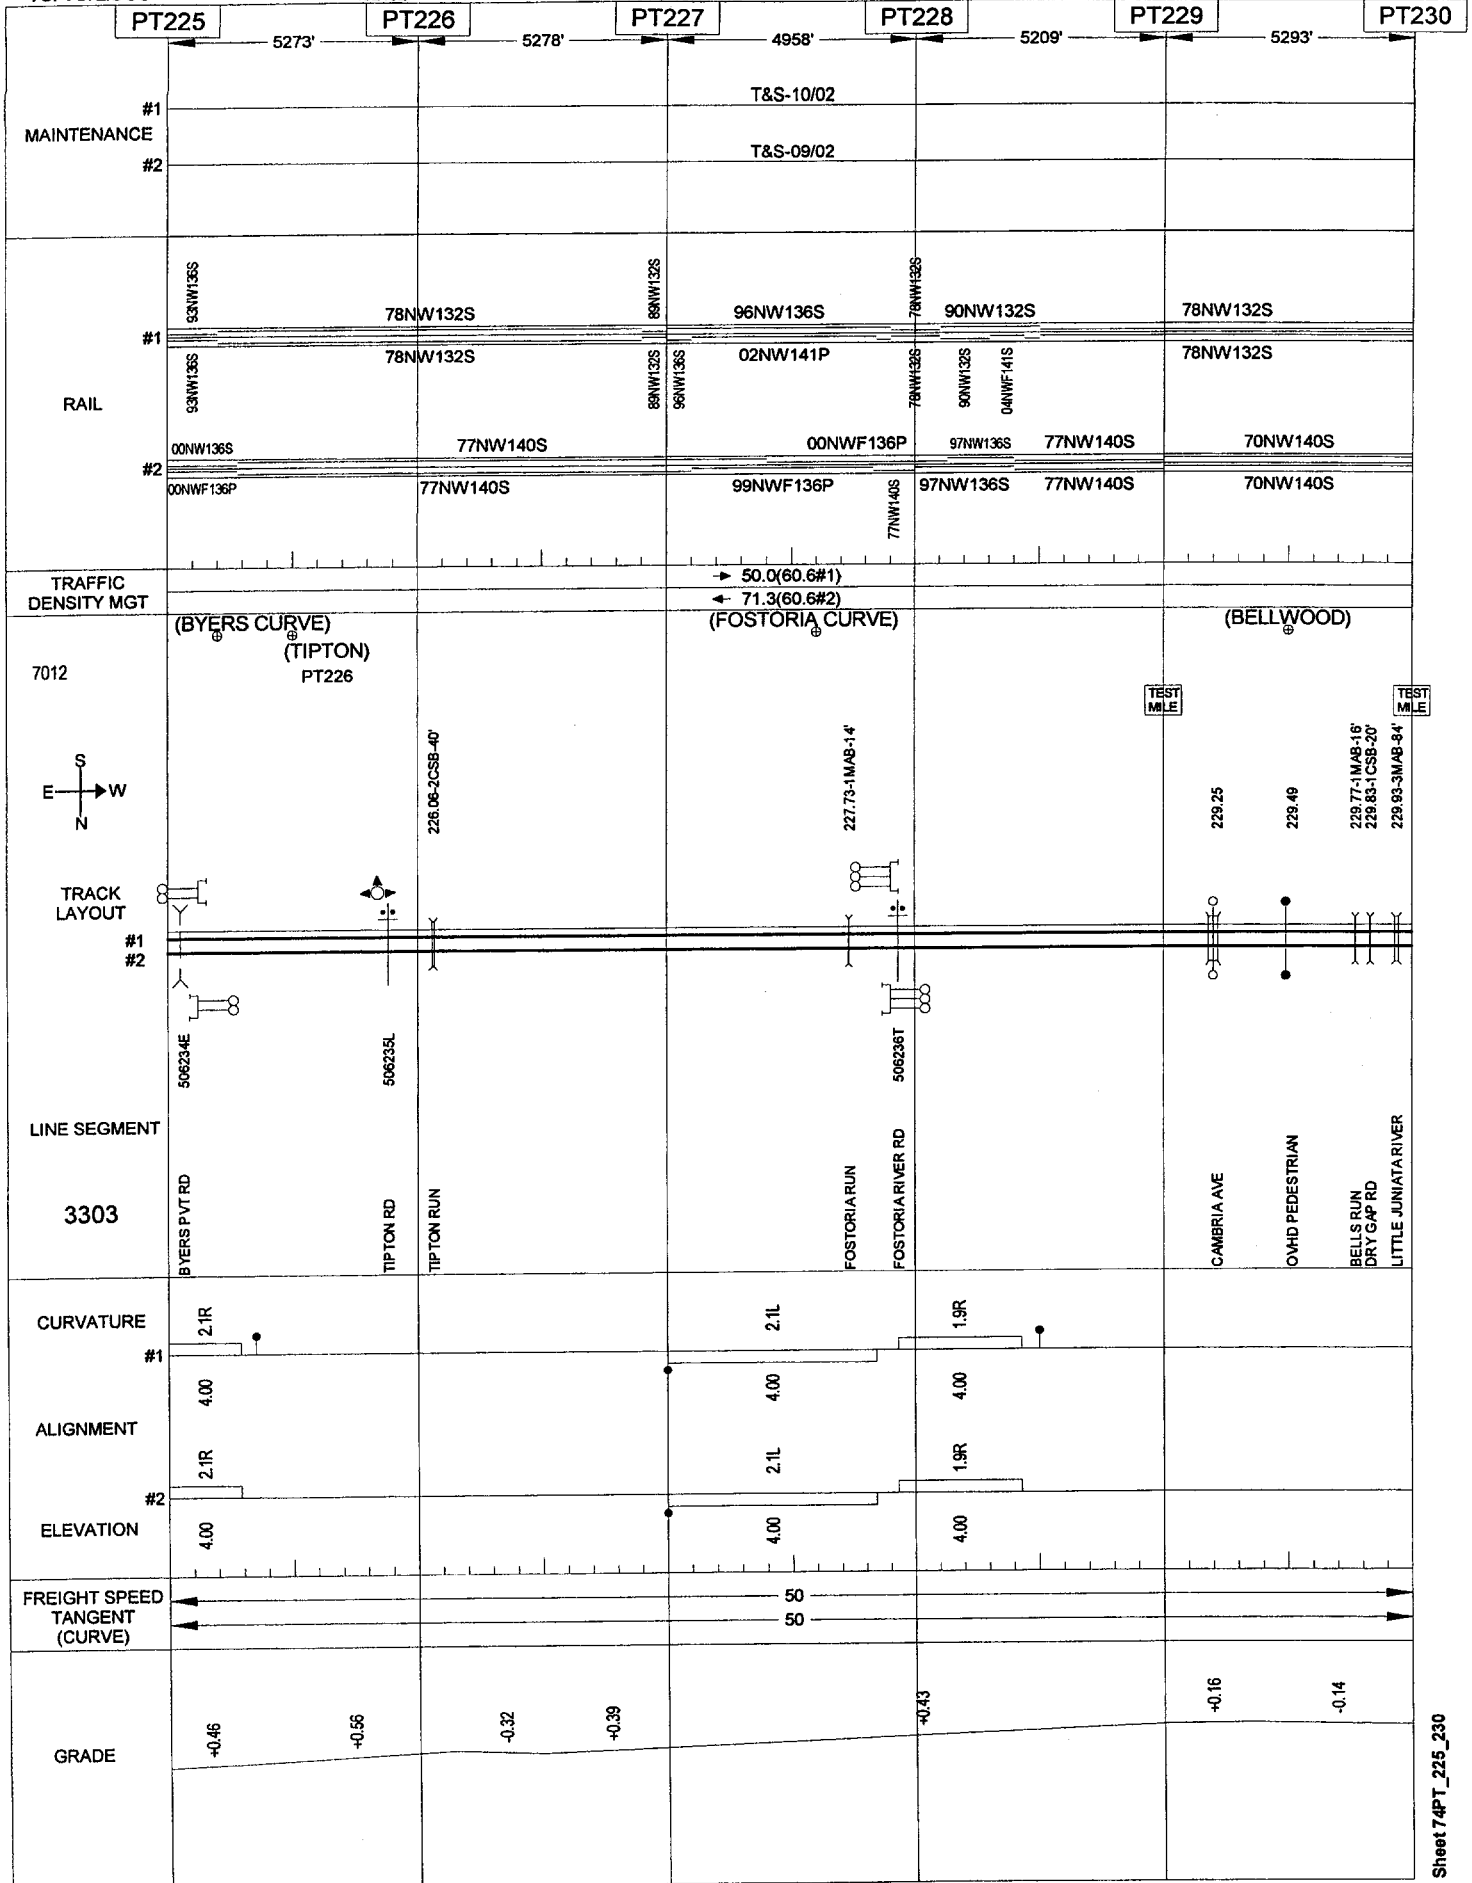 PT225 PT226 PT227 PT228 PT229 PT230
5273' 5278' 4958' 5209' 5293'
MAINTENANCE
#1 T&S-10/02
#2 T&S-09/02
RAIL
93NW136S 89NW132S 78NW132S
78NW132S 96NW136S 90NW132S 78NW132S
#1
78NW132S 02NW141P 78NW132S
93NW136S 89NW132S 96NW136S 78NW132S 90NW132S 04NWF141S
00NW136S 77NW140S 00NWF136P 97NW136S 77NW140S 70NW140S
#2
00NWF136P 77NW140S 99NWF136P 97NW136S 77NW140S 70NW140S
77NW140S
TRAFFIC
DENSITY MGT
50.0(60.6#1)
71.3(60.6#2)
(BYERS CURVE) (FOSTORIA CURVE) (BELLWOOD)
(TIPTON)
PT226
7012
TEST
MILE
TEST
MILE
S
E W
N
226.06-2CSB-40'
227.73-1MAB-14'
229.25
229.49
229.77-1MAB-16'
229.83-1CSB-20'
229.93-3MAB-84'
TRACK
LAYOUT
#1
#2
506234E
506235L
506236T
LINE SEGMENT
3303
BYERS PVT RD
TIPTON RD
TIPTON RUN
FOSTORIA RUN
FOSTORIA RIVER RD
CAMBRIA AVE
OVHD PEDESTRIAN
BELLS RUN
DRY GAP RD
LITTLE JUNIATA RIVER
CURVATURE
2.1R 2.1L 1.9R
#1
4.00 4.00 4.00
ALIGNMENT
2.1R 2.1L 1.9R
#2
ELEVATION
4.00 4.00 4.00
FREIGHT SPEED
TANGENT
(CURVE)
50
50
GRADE
+0.46 +0.56 -0.32 +0.39 +0.43 +0.16 -0.14
Sheet 74PT_225_230